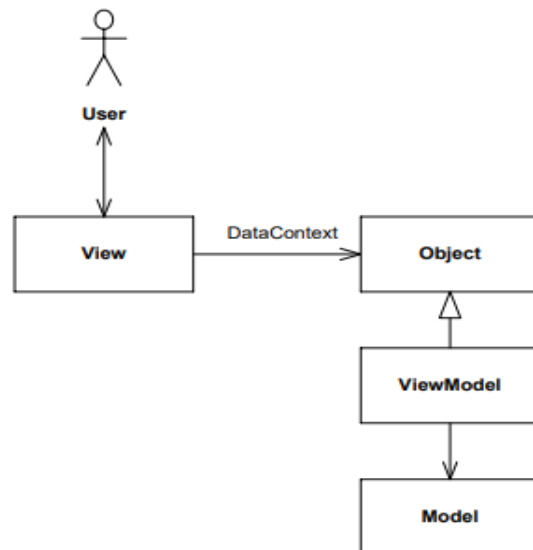 User
View
DataContext
Object
ViewModel
Model